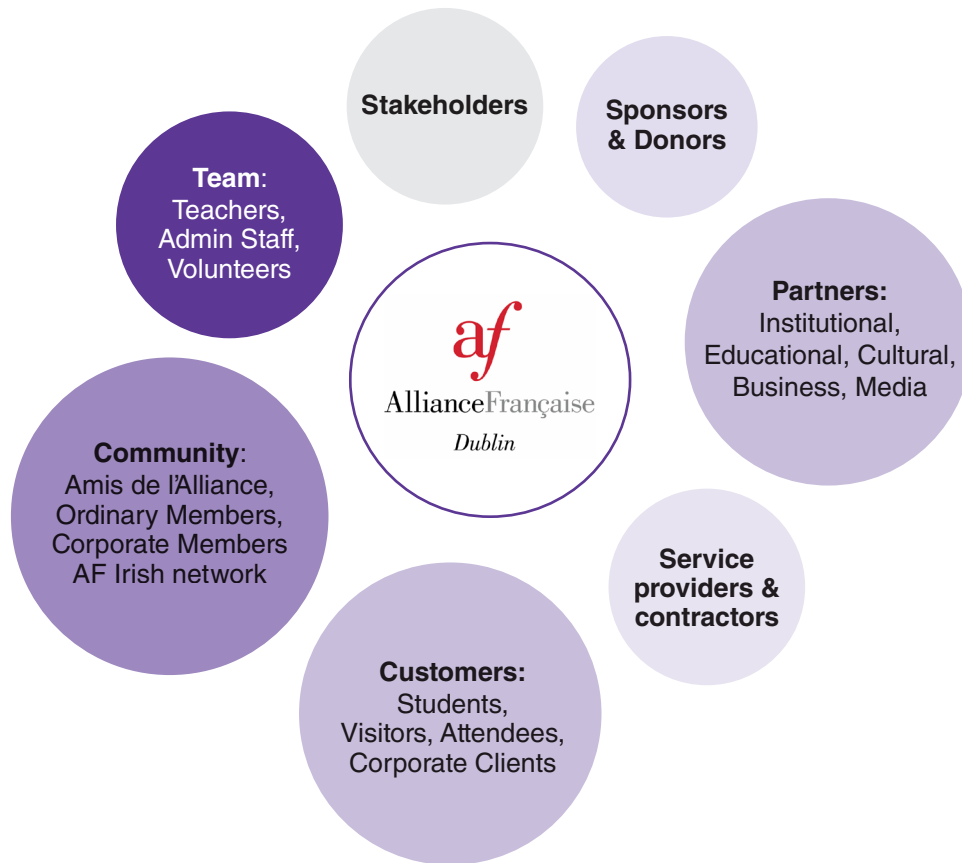 Stakeholders
Sponsors
& Donors
Team:
Teachers,
Admin Staff,
Volunteers
Partners:
Institutional,
Educational, Cultural,
Business, Media
af
AllianceFrançaise
Dublin
Community:
Amis de l'Alliance,
Ordinary Members,
Corporate Members
AF Irish network
Service
providers &
contractors
Customers:
Students,
Visitors, Attendees,
Corporate Clients